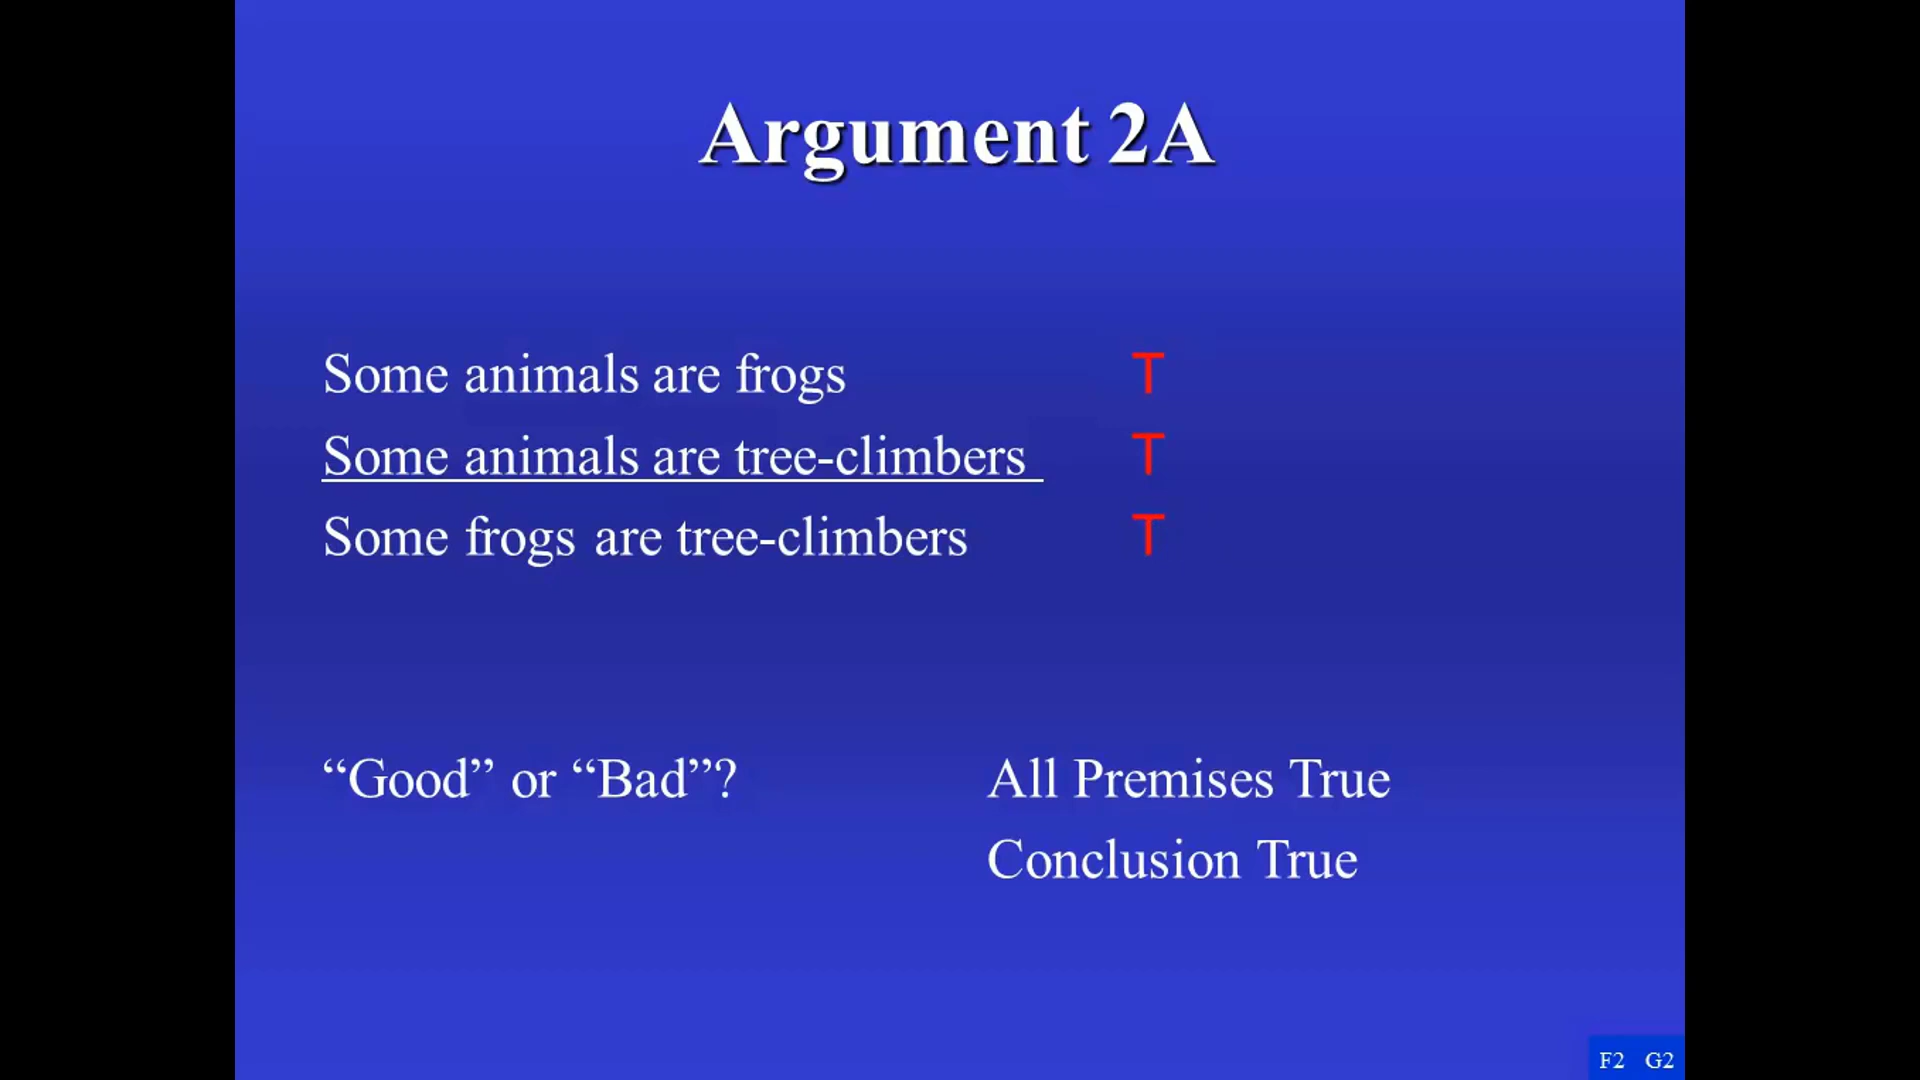 Argument 2A
Some animals are frogs T
Some animals are tree-climbers T
Some frogs are tree-climbers T
“Good” or “Bad”? All Premises True
Conclusion True
F2 G2